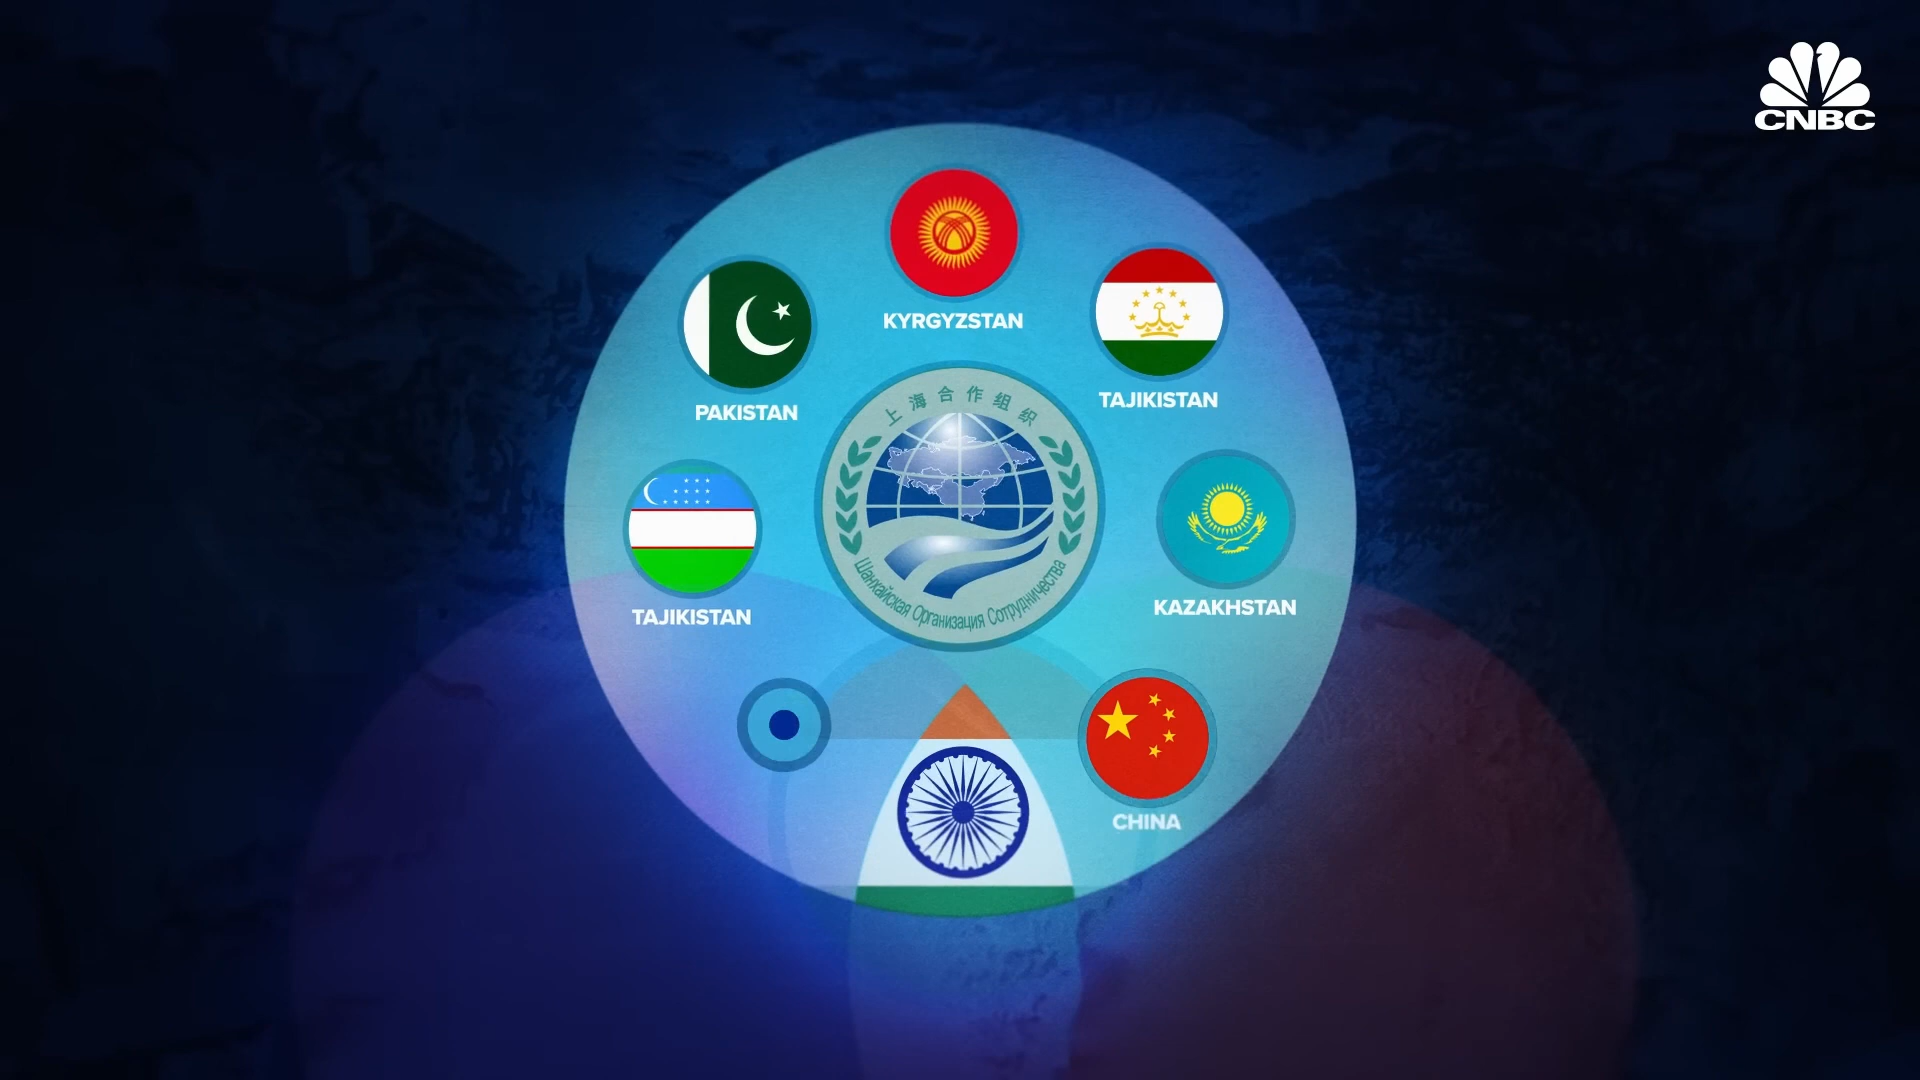 CNBC
KYRGYZSTAN
PAKISTAN
TAJIKISTAN
上海合作组织
Шанхайская Организация Сотрудничества
TAJIKISTAN
KAZAKHSTAN
CHINA